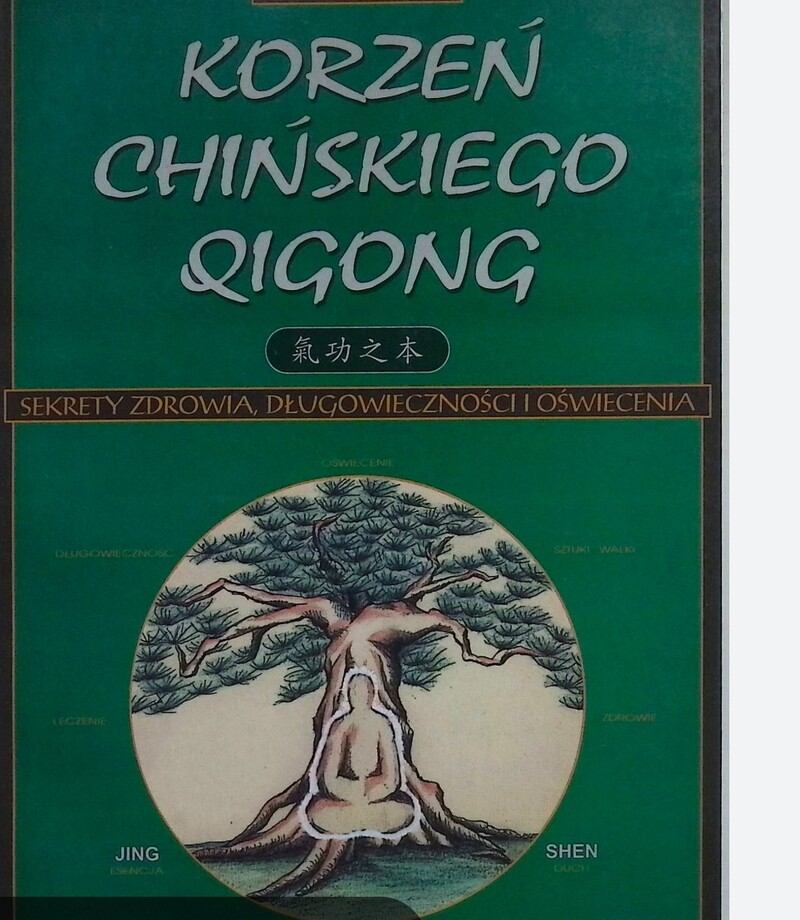 KORZEŃ
CHIŃSKIEGO
QIGONG
氣功之本
SEKRETY ZDROWIA, DŁUGOWIECZNOŚCI I OŚWIECENIA
OŚWIECENIE
DŁUGOWIECZNOŚĆ
SZTUKI WALKI
LECZENIE
ZDROWIE
JING
ESENCJA
SHEN
DUCH